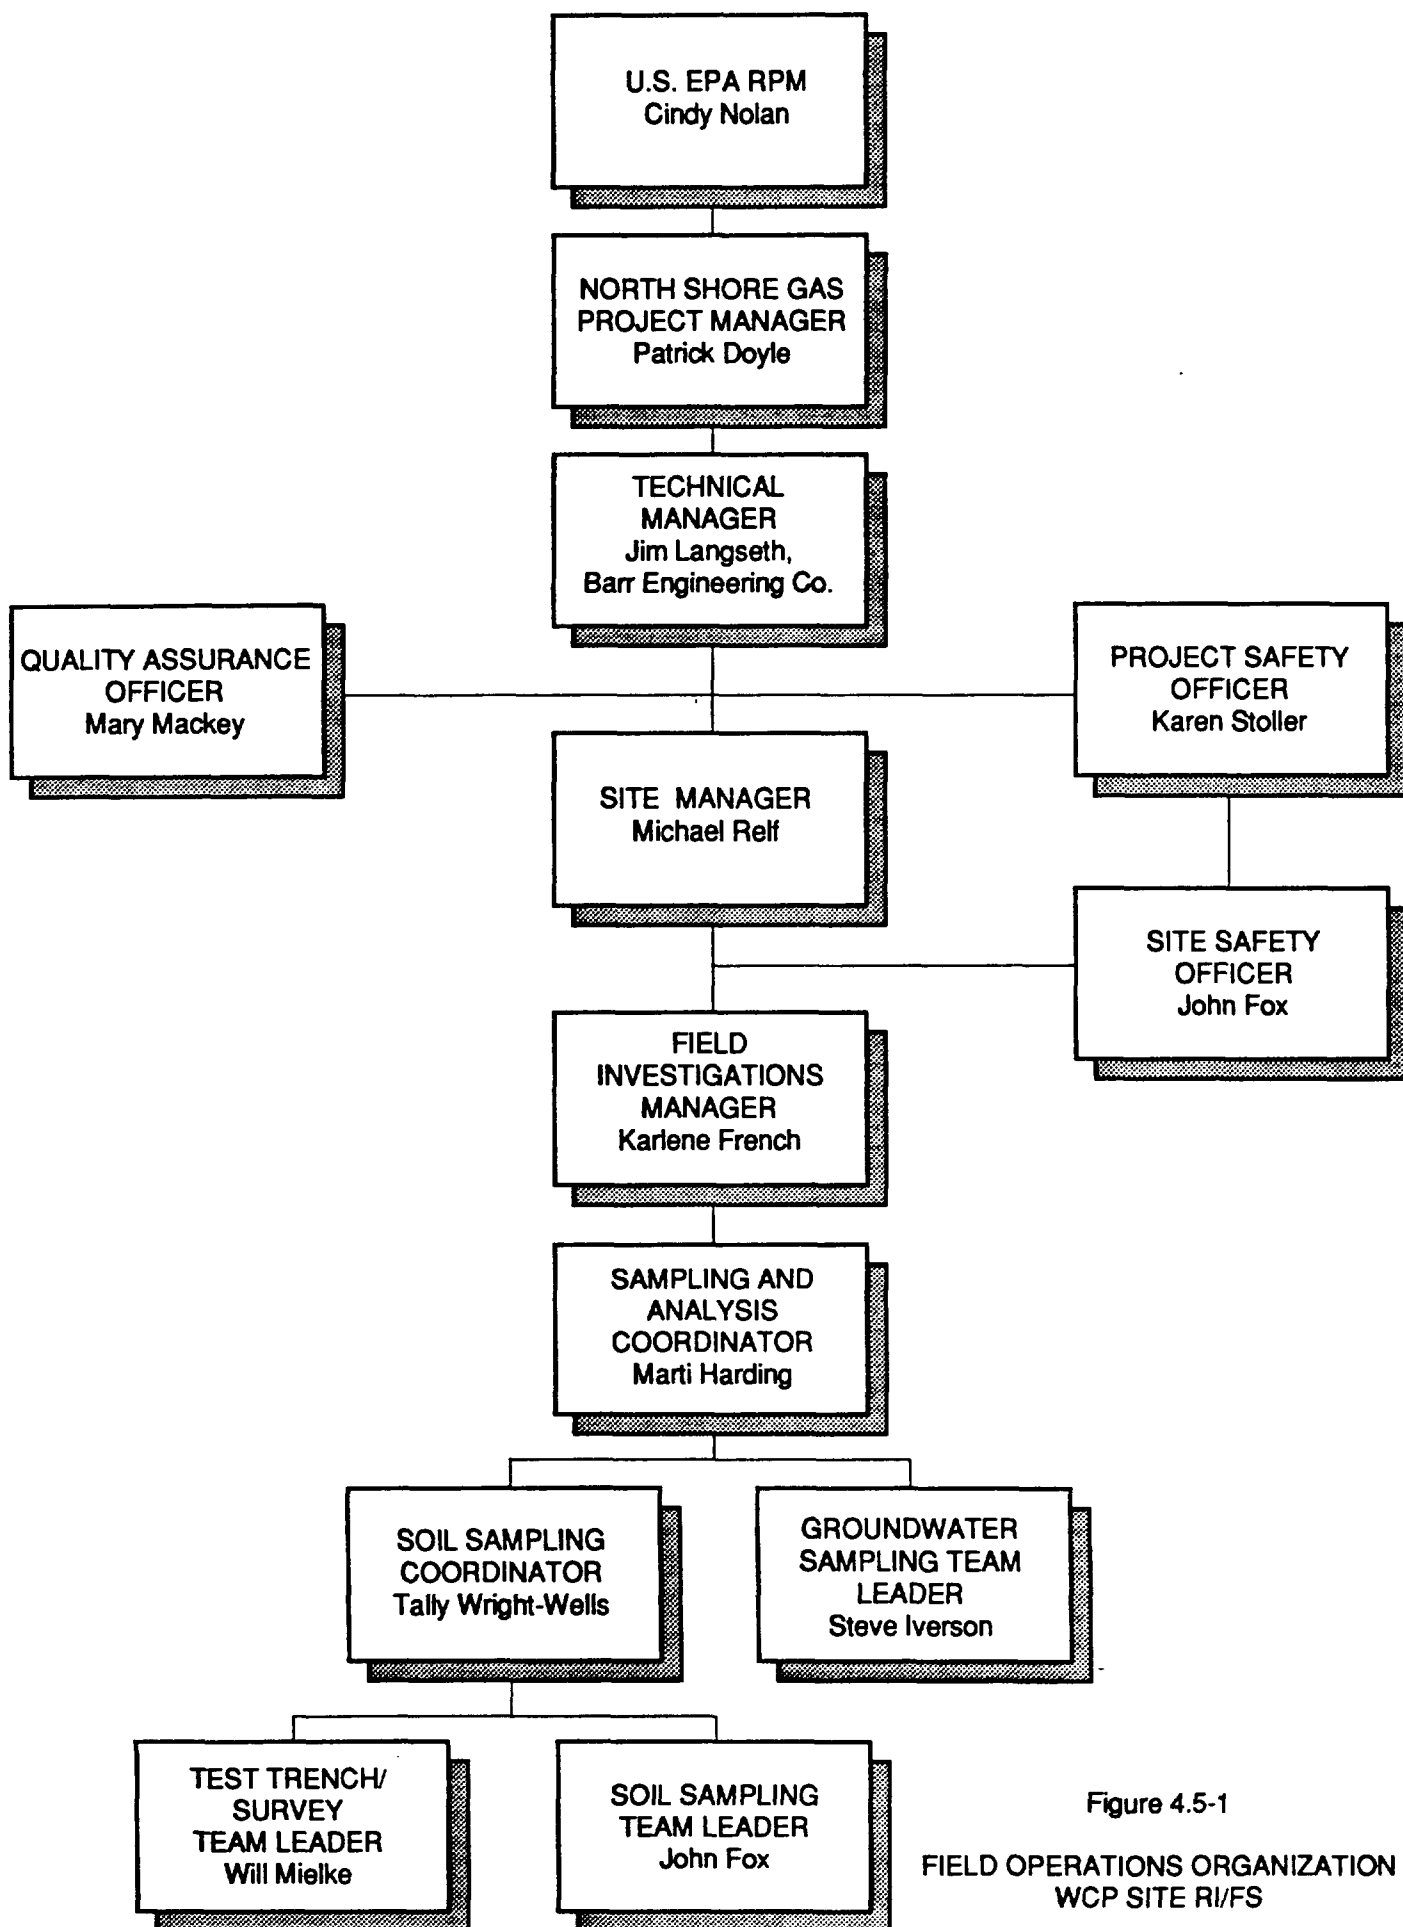 U.S. EPA RPM
Cindy Nolan
NORTH SHORE GAS
PROJECT MANAGER
Patrick Doyle
TECHNICAL
MANAGER
Jim Langseth,
Barr Engineering Co.
QUALITY ASSURANCE
OFFICER
Mary Mackey
PROJECT SAFETY
OFFICER
Karen Stoller
SITE MANAGER
Michael Relf
SITE SAFETY
OFFICER
John Fox
FIELD
INVESTIGATIONS
MANAGER
Karlene French
SAMPLING AND
ANALYSIS
COORDINATOR
Marti Harding
SOIL SAMPLING
COORDINATOR
Tally Wright-Wells
GROUNDWATER
SAMPLING TEAM
LEADER
Steve Iverson
TEST TRENCH/
SURVEY
TEAM LEADER
Will Mielke
SOIL SAMPLING
TEAM LEADER
John Fox
Figure 4.5-1
FIELD OPERATIONS ORGANIZATION
WCP SITE RI/FS